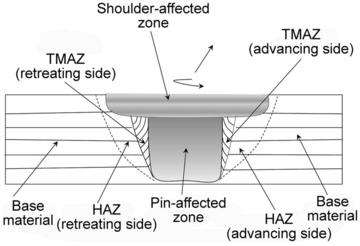 Shoulder-affected
zone
TMAZ
(retreating side)
TMAZ
(advancing side)
Base
material
HAZ
(retreating side)
Pin-affected
zone
HAZ
(advancing side)
Base
material